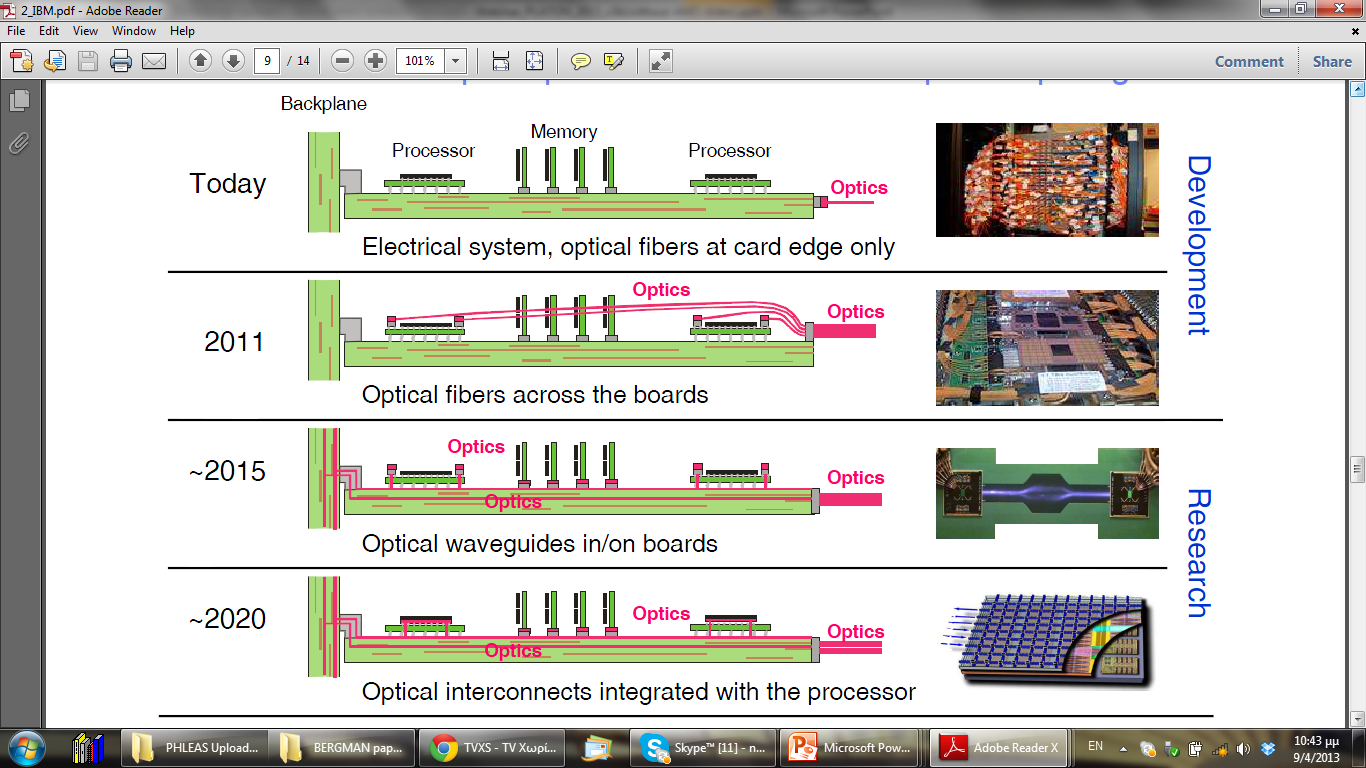 2_IBM.pdf - Adobe Reader
File Edit View Window Help
9 / 14
101%
Comment
Share
Backplane
Memory
Processor
Processor
Today
Optics
Electrical system, optical fibers at card edge only
Development
Optics
Optics
2011
Optical fibers across the boards
Optics
~2015
Optics
Optics
Optical waveguides in/on boards
Research
Optics
~2020
Optics
Optics
Optical interconnects integrated with the processor
PHLEAS Upload...
BERGMAN pap...
TVXS - TV Χωρί...
Skype™ [11] - n...
Microsoft Pow...
Adobe Reader X
EN
10:43 μμ
9/4/2013